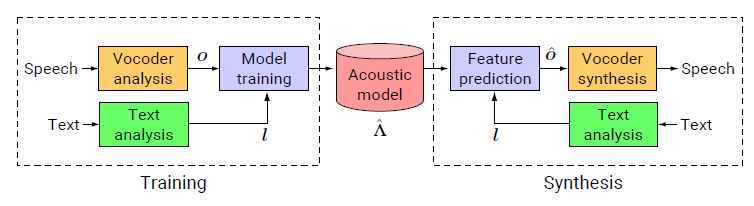 Speech
Vocoder
analysis
o
Model
training
Text
Text
analysis
l
Training
Acoustic
model
Λ̂
Feature
prediction
ô
Vocoder
synthesis
Speech
l
Text
analysis
Text
Synthesis